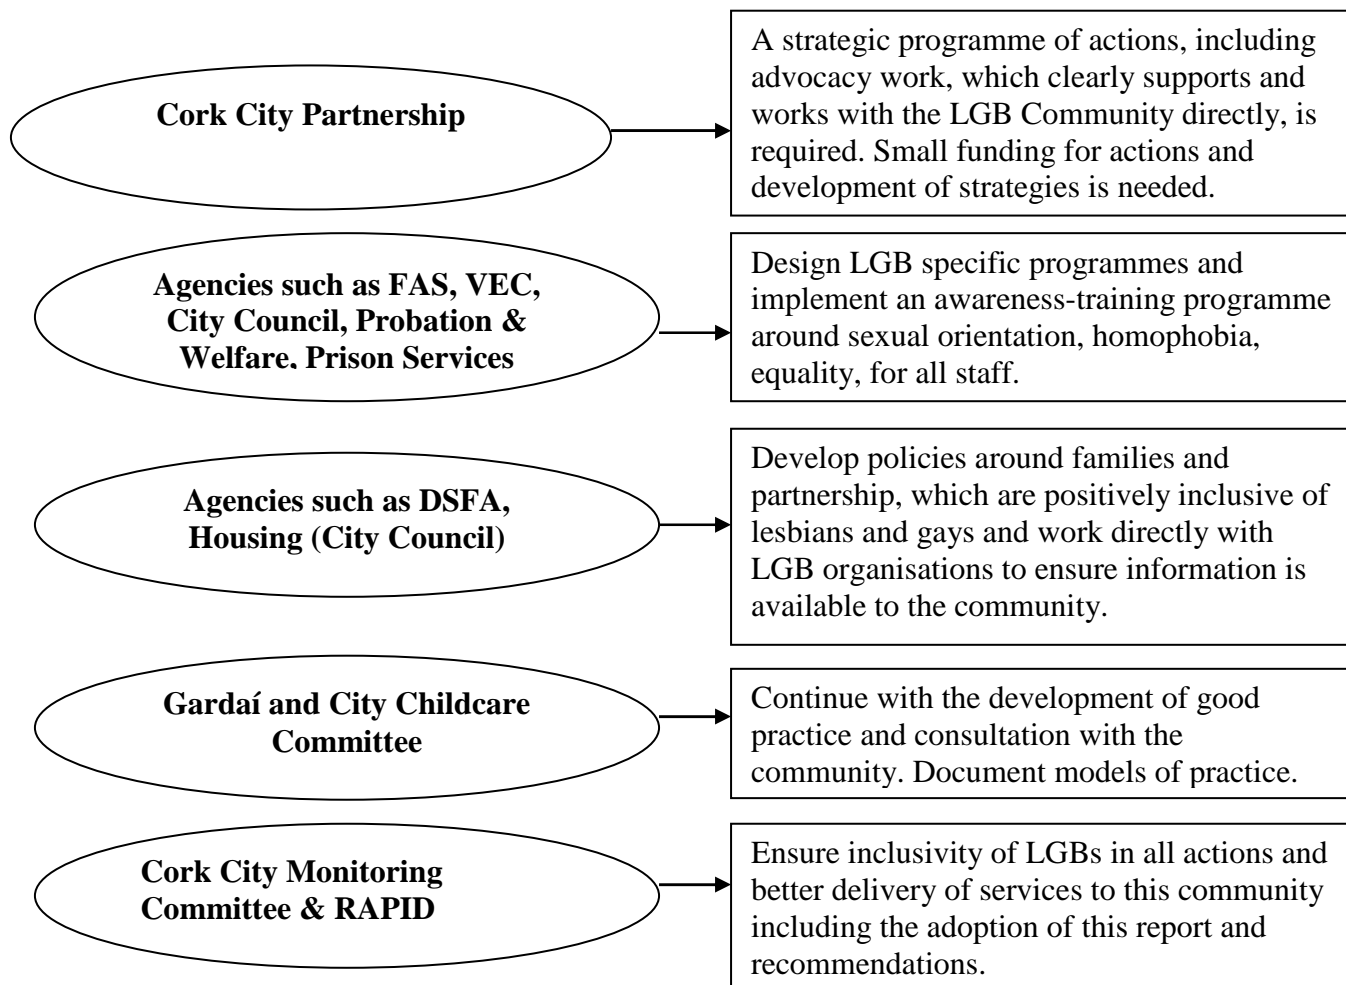 Cork City Partnership
A strategic programme of actions, including
advocacy work, which clearly supports and
works with the LGB Community directly, is
required. Small funding for actions and
development of strategies is needed.
Agencies such as FAS, VEC,
City Council, Probation &
Welfare, Prison Services
Design LGB specific programmes and
implement an awareness-training programme
around sexual orientation, homophobia,
equality, for all staff.
Agencies such as DSFA,
Housing (City Council)
Develop policies around families and
partnership, which are positively inclusive of
lesbians and gays and work directly with
LGB organisations to ensure information is
available to the community.
Gardaí and City Childcare
Committee
Continue with the development of good
practice and consultation with the
community. Document models of practice.
Cork City Monitoring
Committee & RAPID
Ensure inclusivity of LGBs in all actions and
better delivery of services to this community
including the adoption of this report and
recommendations.